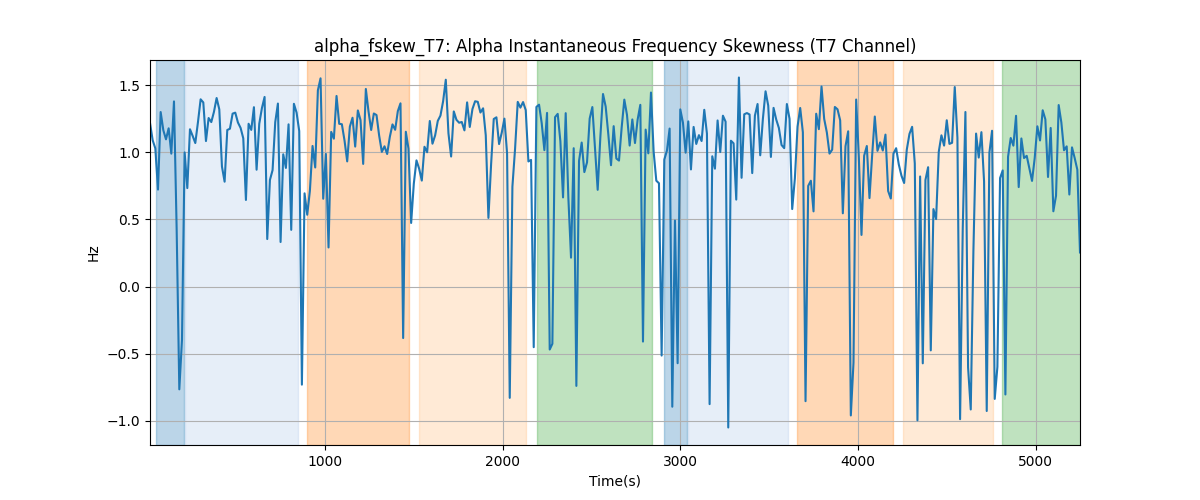 alpha_fskew_T7: Alpha Instantaneous Frequency Skewness (T7 Channel)
1.5
1.0
0.5
0.0
−0.5
−1.0
Hz
1000 2000 3000 4000 5000
Time(s)